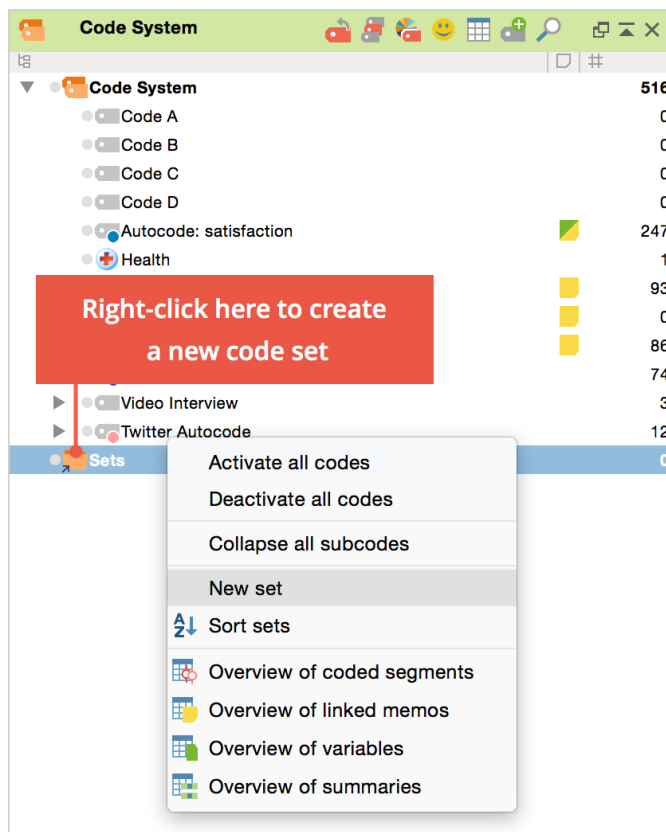 Code System
#
Code System 516
Code A 0
Code B 0
Code C 0
Code D 0
Autocode: satisfaction 247
Health 1
93
Right-click here to create
0
a new code set
86
74
Video Interview 3
Twitter Autocode 12
Sets 0
Activate all codes
Deactivate all codes
Collapse all subcodes
New set
A
Z
Sort sets
Overview of coded segments
Overview of linked memos
Overview of variables
Overview of summaries